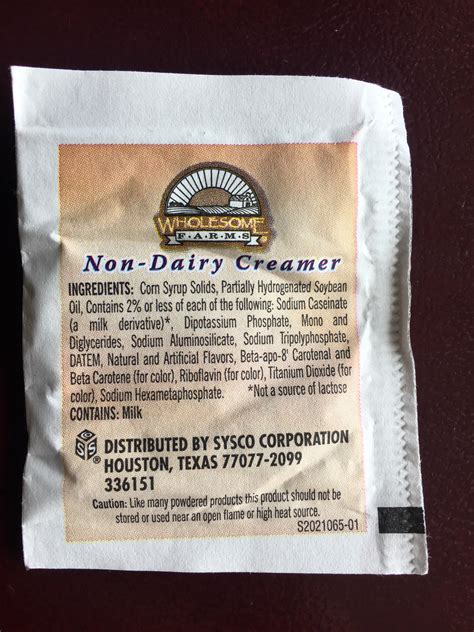 WHOLESOME
FARMS
Non-Dairy Creamer
INGREDIENTS: Corn Syrup Solids, Partially Hydrogenated Soybean
Oil, Contains 2% or less of each of the following: Sodium Caseinate
(a milk derivative)*, Dipotassium Phosphate, Mono and
Diglycerides, Sodium Aluminosilicate, Sodium Tripolyphosphate,
DATEM, Natural and Artificial Flavors, Beta-apo-8' Carotenal and
Beta Carotene (for color), Riboflavin (for color), Titanium Dioxide (for
color), Sodium Hexametaphosphate. *Not a source of lactose
CONTAINS: Milk
DISTRIBUTED BY SYSCO CORPORATION
® HOUSTON, TEXAS 77077-2099
336151
Caution: Like many powdered products this product should not be
stored or used near an open flame or high heat source.
S2021065-01